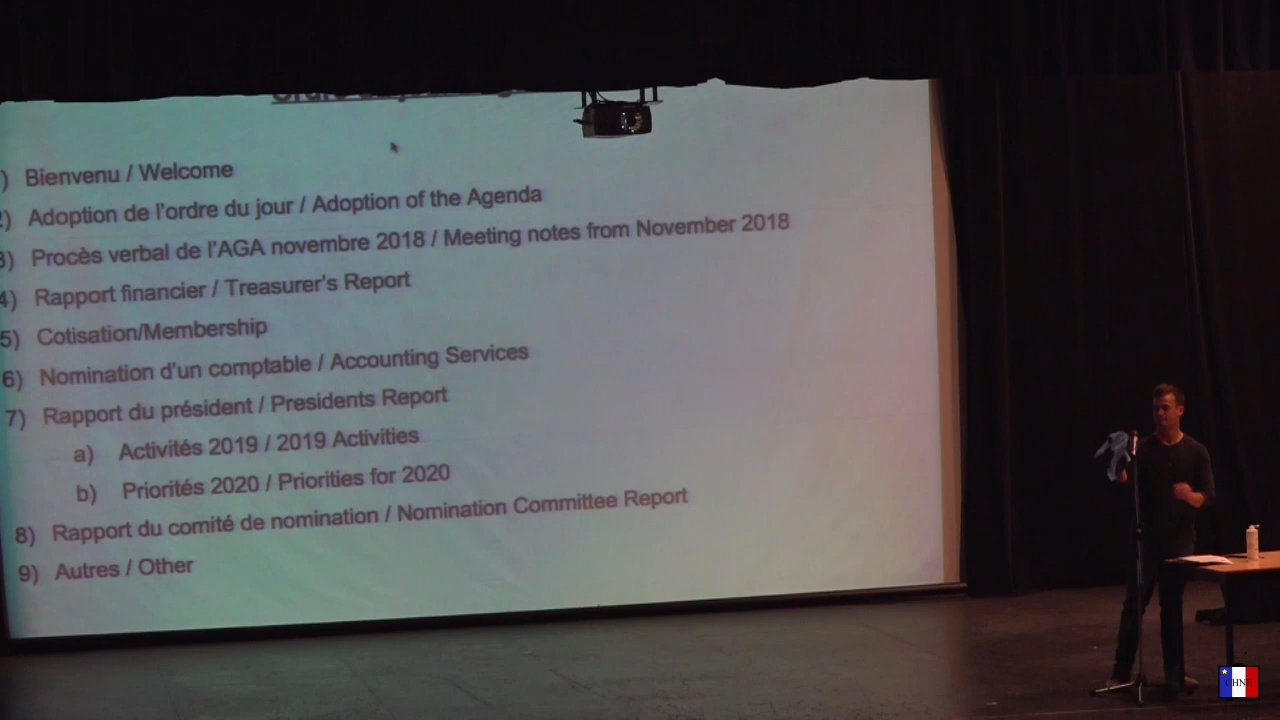 ) Bienvenu / Welcome
) Adoption de l'ordre du jour / Adoption of the Agenda
3) Procès verbal de l'AGA novembre 2018 / Meeting notes from November 2018
4) Rapport financier / Treasurer's Report
5) Cotisation/Membership
6) Nomination d'un comptable / Accounting Services
7) Rapport du président / Presidents Report
a) Activités 2019 / 2019 Activities
b) Priorités 2020 / Priorities for 2020
8) Rapport du comité de nomination / Nomination Committee Report
9) Autres / Other